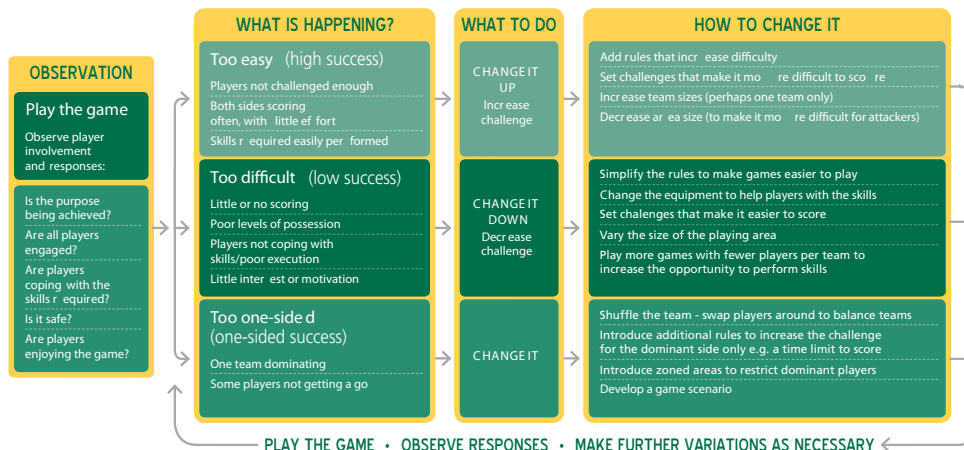 WHAT IS HAPPENING?
WHAT TO DO
HOW TO CHANGE IT
OBSERVATION
Play the game
Observe player
involvement
and responses:
Is the purpose
being achieved?
Are all players
engaged?
Are players
coping with the
skills r equired?
Is it safe?
Are players
enjoying the game?
Too easy (high success)
Players not challenged enough
Both sides scoring
often, with little ef fort
Skills r equired easily per formed
CHANGE IT
UP
Incr ease
challenge
Add rules that incr ease difficulty
Set challenges that make it mo re difficult to sco re
Incr ease team sizes (perhaps one team only)
Decr ease ar ea size (to make it mo re difficult for attackers)
Too difficult (low success)
Little or no scoring
Poor levels of possession
Players not coping with
skills/poor execution
Little inter est or motivation
CHANGE IT
DOWN
Decr ease
challenge
Simplify the rules to make games easier to play
Change the equipment to help players with the skills
Set chalenges that make it easier to score
Vary the size of the playing area
Play more games with fewer players per team to
increase the opportunity to perform skills
Too one-side d
(one-sided success)
One team dominating
Some players not getting a go
CHANGE IT
Shuffle the team - swap players around to balance teams
Introduce additional rules to increase the challenge
for the dominant side only e.g. a time limit to score
Introduce zoned areas to restrict dominant players
Develop a game scenario
PLAY THE GAME • OBSERVE RESPONSES • MAKE FURTHER VARIATIONS AS NECESSARY